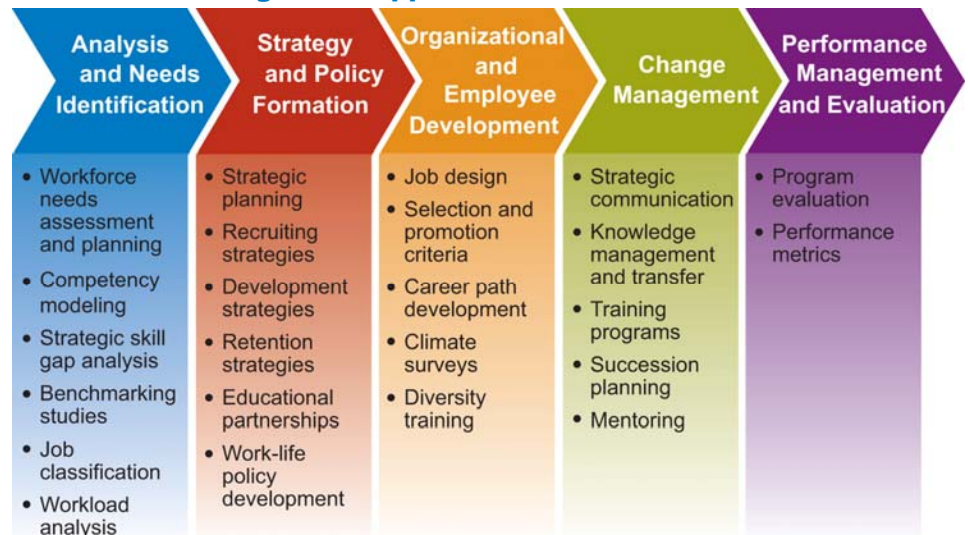 Analysis
and Needs
Identification
• Workforce
needs
assessment
and planning
• Competency
modeling
• Strategic skill
gap analysis
• Benchmarking
studies
• Job
classification
• Workload
analysis
Strategy
and Policy
Formation
• Strategic
planning
• Recruiting
strategies
• Development
strategies
• Retention
strategies
• Educational
partnerships
• Work-life
policy
development
Organizational
and
Employee
Development
• Job design
• Selection and
promotion
criteria
• Career path
development
• Climate
surveys
• Diversity
training
Change
Management
• Strategic
communication
• Knowledge
management
and transfer
• Training
programs
• Succession
planning
• Mentoring
Performance
Management
and Evaluation
• Program
evaluation
• Performance
metrics